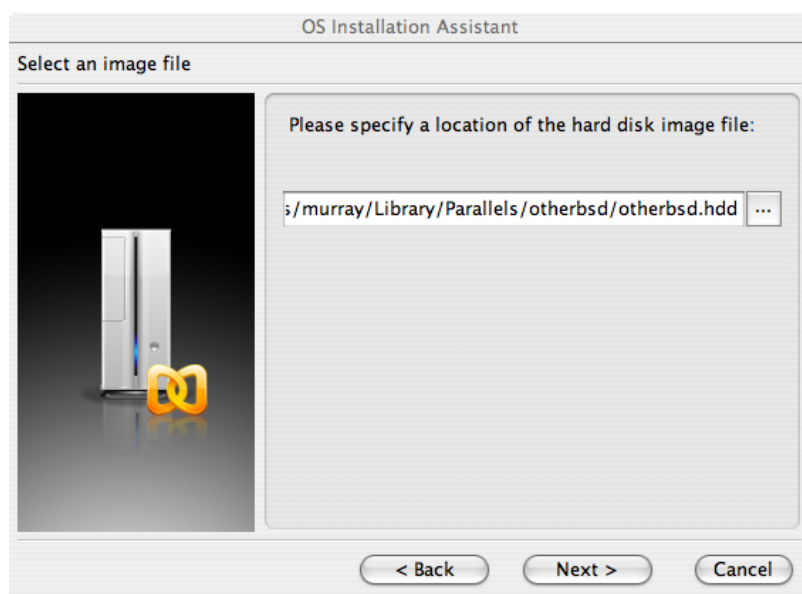 OS Installation Assistant
Select an image file
Please specify a location of the hard disk image file:
s/murray/Library/Parallels/otherbsd/otherbsd.hdd ...
< Back Next > Cancel